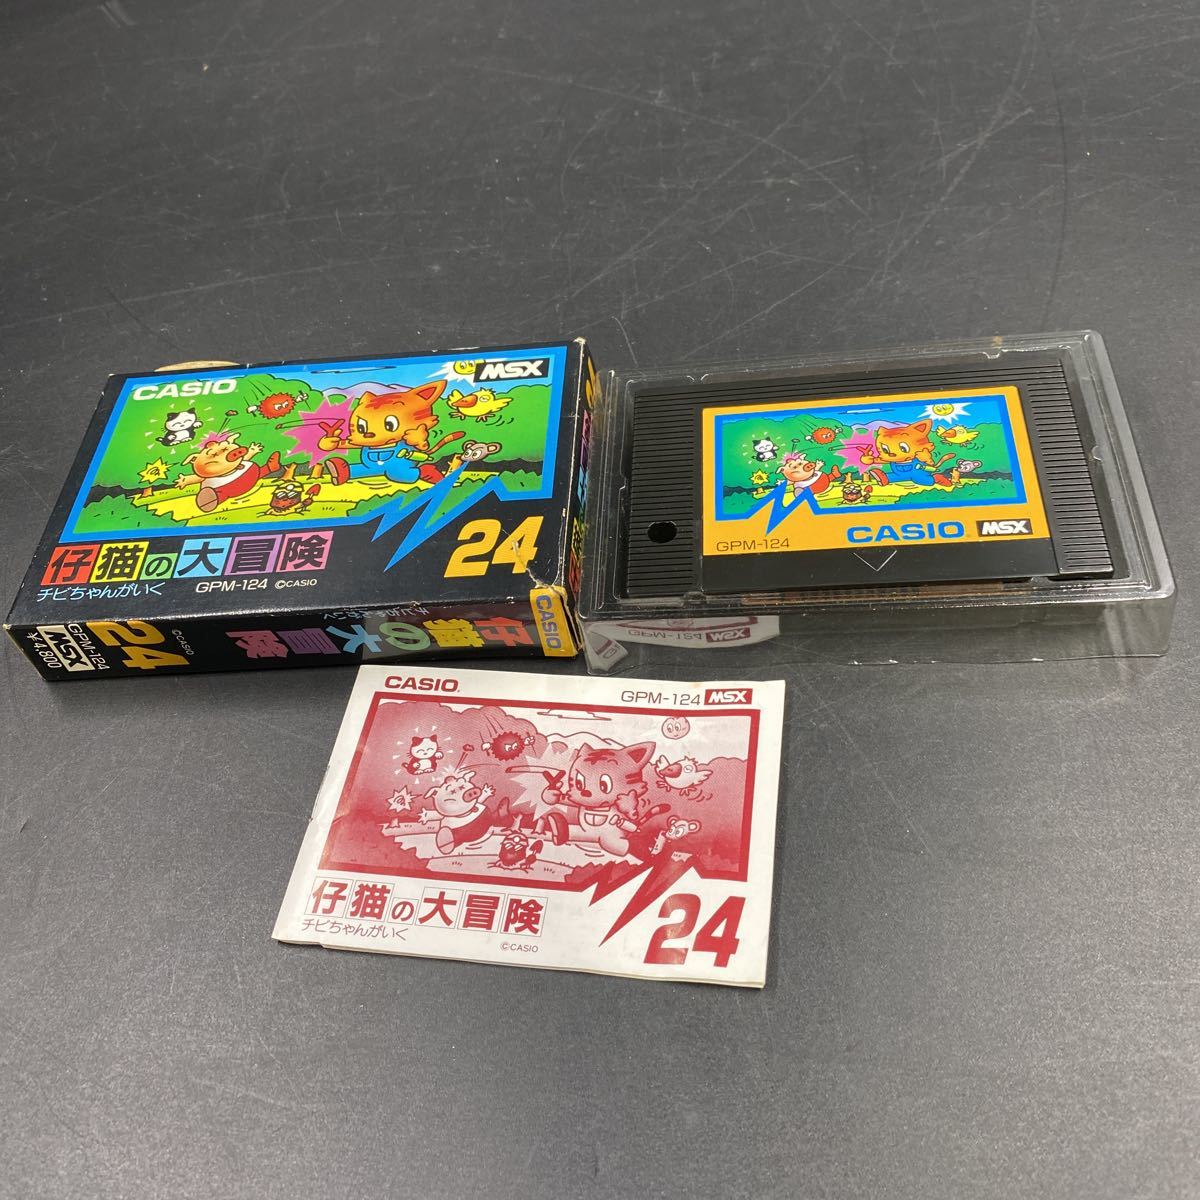 CASIO
MSX
24
仔猫の大冒険
チビちゃんがいく
GPM-124 ©CASIO
CASIO
仔猫の大冒険
24
©CASIO
GPM-124
MSX
¥4,800
GPM-124
CASIO
MSX
CASIO
GPM-124 MSX
仔猫の大冒険
チビちゃんがいく
©CASIO
24